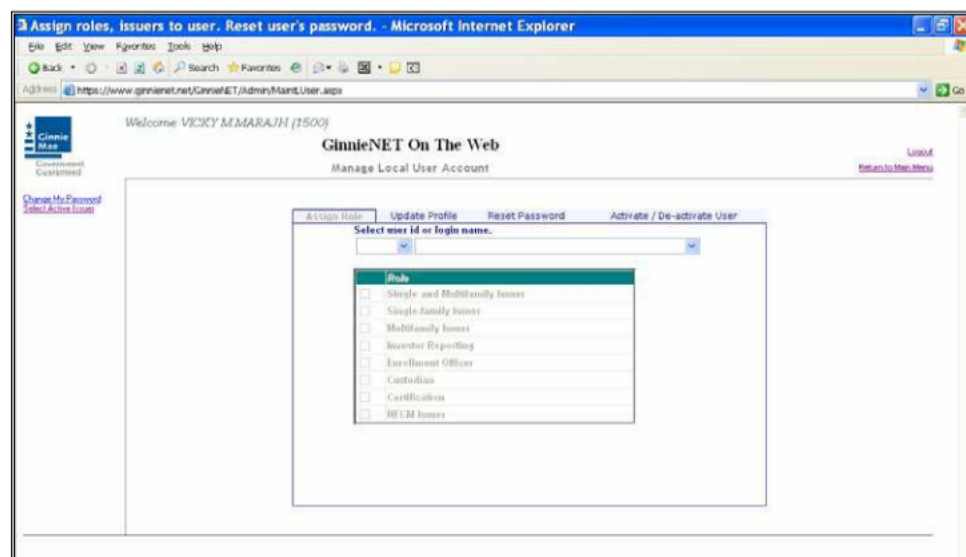 Assign roles, issuers to user. Reset user's password. - Microsoft Internet Explorer
File Edit View Favorites Tools Help
Back Search Favorites
Address https://www.ginnienet.net/GinnieNET/Admin/MaintUser.aspx Go
Welcome VICKY M.MARAJH (1500)
Ginnie
Mae
Government
Guaranteed
GinnieNET On The Web
Logout
Manage Local User Account
Return to Main Menu
Change My Password
Select Active Issuer
Assign Role Update Profile Reset Password Activate / De-activate User
Select user id or login name.
Role
Single and Multifamily Issuer
Single family Issuer
Multifamily Issuer
Investor Reporting
Enrollment Officer
Custodian
Certification
HECM Issuer